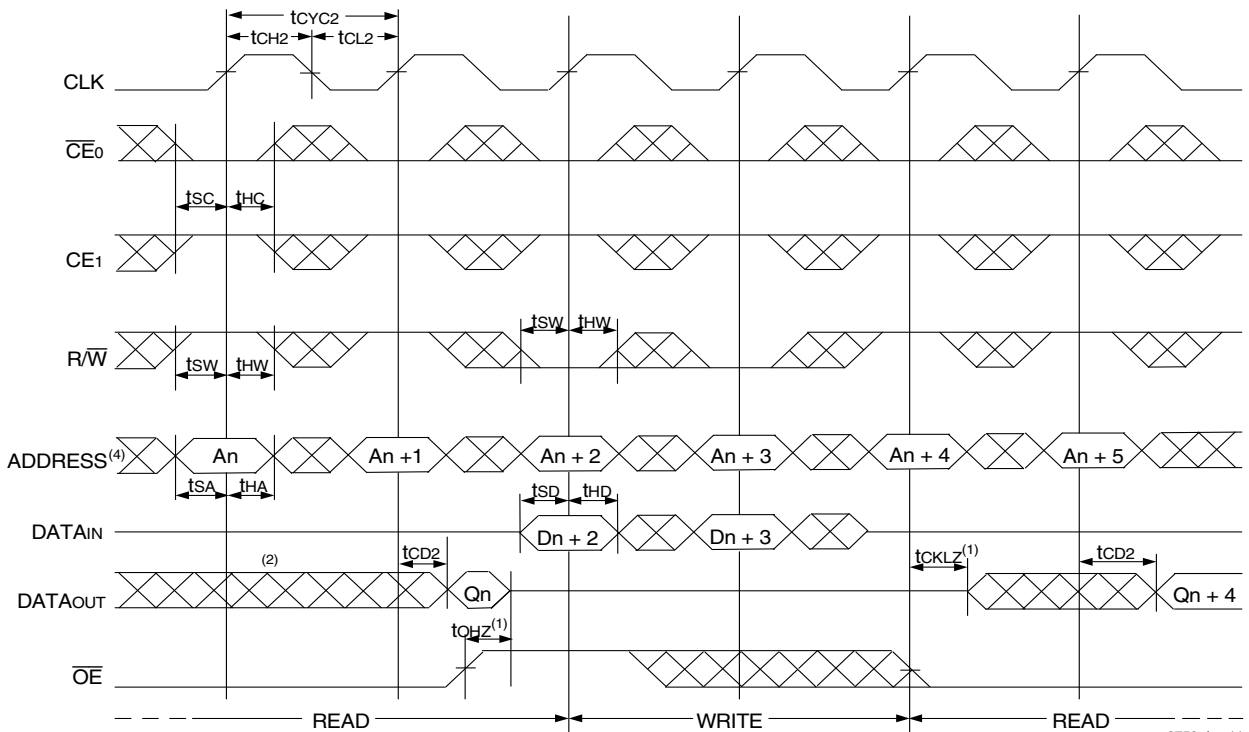 tCYC2
tCH2 tCL2
CLK
CE0
tSC tHC
CE1
tSW tHW
R/W
tSW tHW
ADDRESS(4) An An +1 An + 2 An + 3 An + 4 An + 5
tSA tHA tSD tHD
DATAIN Dn + 2 Dn + 3
(2) tCD2 tCKLZ(1) tCD2
DATAOUT Qn Qn + 4
tOHZ(1)
OE
READ WRITE READ